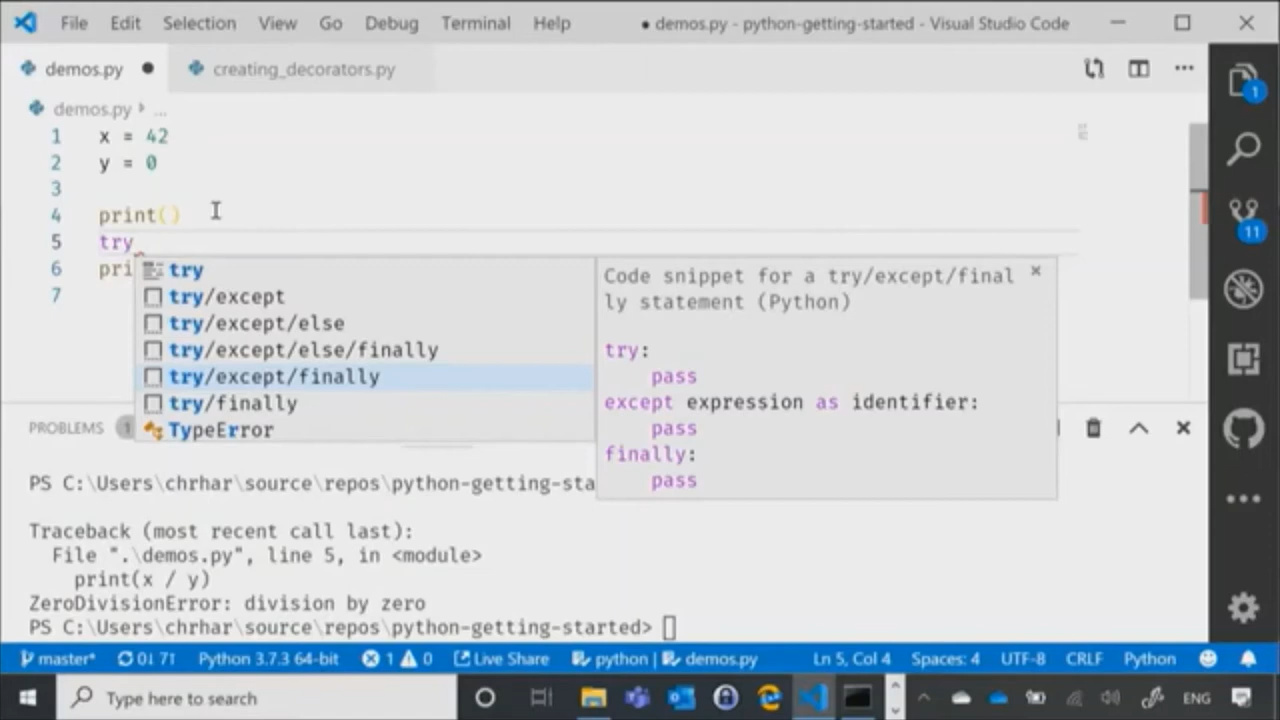 File Edit Selection View Go Debug Terminal Help ● demos.py - python-getting-started - Visual Studio Code
demos.py ● creating_decorators.py
demos.py › ...
1 x = 42
2 y = 0
3
4 print()
5 try
6 pri
7
try
try/except
try/except/else
try/except/else/finally
try/except/finally
try/finally
TypeError
Code snippet for a try/except/final
ly statement (Python)
try:
pass
except expression as identifier:
pass
finally:
pass
1
11
PROBLEMS 1
PS C:\Users\chrhar\source\repos\python-getting-sta
Traceback (most recent call last):
File ".\demos.py", line 5, in <module>
print(x / y)
ZeroDivisionError: division by zero
PS C:\Users\chrhar\source\repos\python-getting-started>
master* 0↓ 7↑ Python 3.7.3 64-bit 1 0 Live Share python | demos.py Ln 5, Col 4 Spaces: 4 UTF-8 CRLF Python
Type here to search ENG